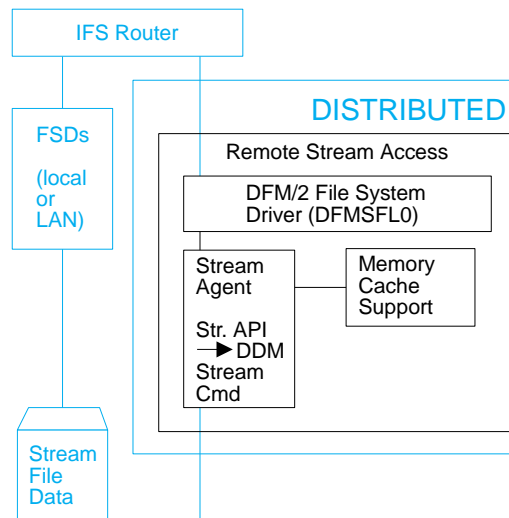 IFS Router
DISTRIBUTED
FSDs
(local
or
LAN)
Remote Stream Access
DFM/2 File System
Driver (DFMSFL0)
Stream
Agent
Str. API
DDM
Stream
Cmd
Memory
Cache
Support
Stream
File
Data